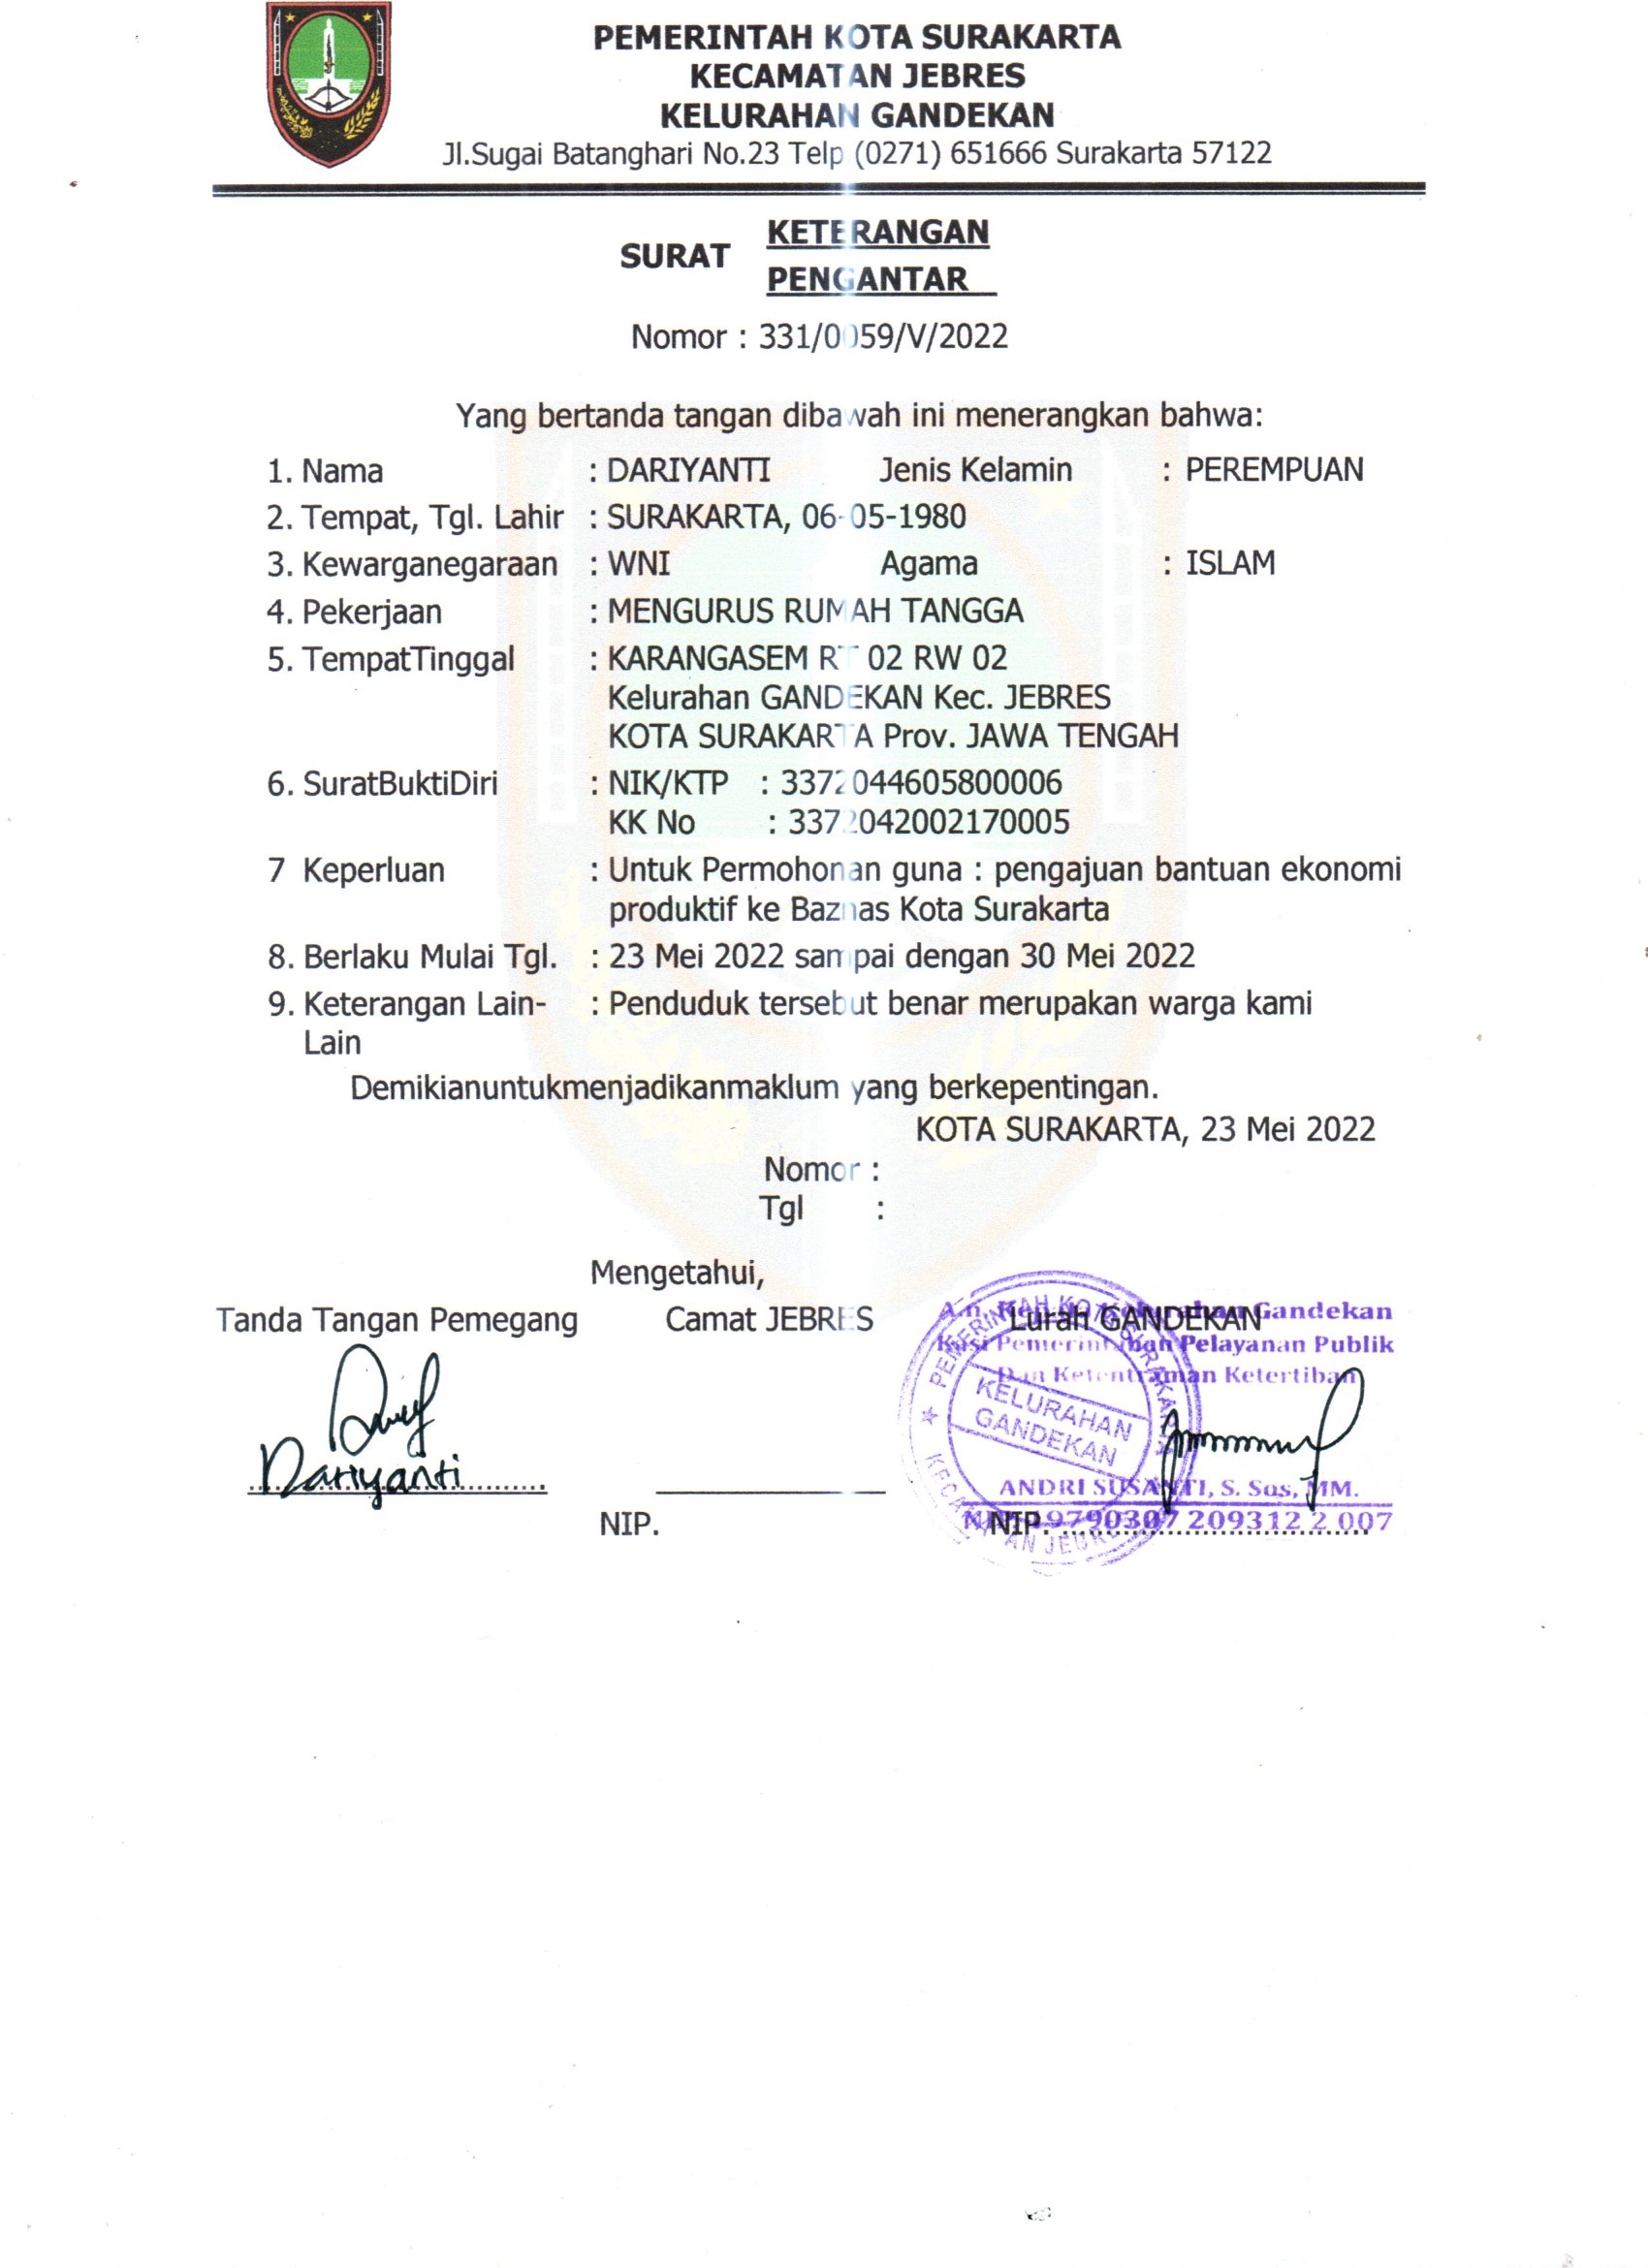 PEMERINTAH KOTA SURAKARTA
KECAMATAN JEBRES
KELURAHAN GANDEKAN
Jl.Sugai Batanghari No.23 Telp (0271) 651666 Surakarta 57122
SURAT KETERANGAN
PENGANTAR
Nomor : 331/0059/V/2022
Yang bertanda tangan dibawah ini menerangkan bahwa:
1. Nama : DARIYANTI Jenis Kelamin : PEREMPUAN
2. Tempat, Tgl. Lahir : SURAKARTA, 06-05-1980
3. Kewarganegaraan : WNI Agama : ISLAM
4. Pekerjaan : MENGURUS RUMAH TANGGA
5. TempatTinggal : KARANGASEM RT 02 RW 02
Kelurahan GANDEKAN Kec. JEBRES
KOTA SURAKARTA Prov. JAWA TENGAH
6. SuratBuktiDiri : NIK/KTP : 3372044605800006
KK No : 3372042002170005
7 Keperluan : Untuk Permohonan guna : pengajuan bantuan ekonomi
produktif ke Baznas Kota Surakarta
8. Berlaku Mulai Tgl. : 23 Mei 2022 sampai dengan 30 Mei 2022
9. Keterangan Lain- : Penduduk tersebut benar merupakan warga kami
Lain
Demikianuntukmenjadikanmaklum yang berkepentingan.
KOTA SURAKARTA, 23 Mei 2022
Nomor :
Tgl :
Mengetahui,
Tanda Tangan Pemegang Camat JEBRES Lurah GANDEKAN
A.n. Kelurahan Gandekan
Kasi Pemerintahan Pelayanan Publik
Dan Ketentraman Ketertiban
PEMERINTAH KOTA SURAKARTA
KELURAHAN
GANDEKAN
KECAMATAN JEBRES
Dariyanti
ANDRI SUSANTI, S. Sos, MM.
NIP. NIP.
NIP. 19790307 209312 2 007